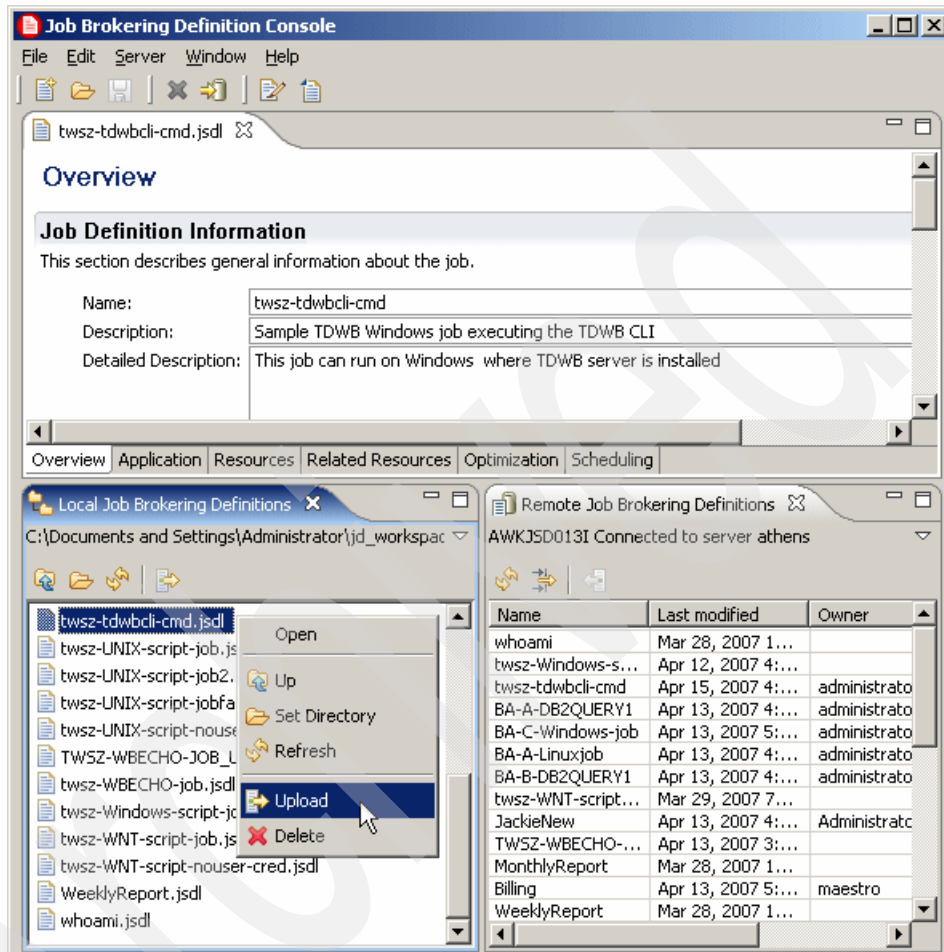 Job Brokering Definition Console
File Edit Server Window Help
twsz-tdwbcli-cmd.jsdl
Overview
Job Definition Information
This section describes general information about the job.
Name: twsz-tdwbcli-cmd
Description: Sample TDWB Windows job executing the TDWB CLI
Detailed Description: This job can run on Windows where TDWB server is installed
Overview Application Resources Related Resources Optimization Scheduling
Local Job Brokering Definitions
C:\Documents and Settings\Administrator\jd_workspac
twsz-tdwbcli-cmd.jsdl
twsz-UNIX-script-job.js
twsz-UNIX-script-job2.
twsz-UNIX-script-jobfa
twsz-UNIX-script-nouse
TWSZ-WBECHO-JOB_L
twsz-WBECHO-job.jsdl
twsz-Windows-script-jo
twsz-WNT-script-job.js
twsz-WNT-script-nouser-cred.jsdl
WeeklyReport.jsdl
whoami.jsdl
Open
Up
Set Directory
Refresh
Upload
Delete
Remote Job Brokering Definitions
AWKJSD013I Connected to server athens
Name Last modified Owner
whoami Mar 28, 2007 1...
twsz-Windows-s... Apr 12, 2007 4:...
twsz-tdwbcli-cmd Apr 15, 2007 4:... administrato
BA-A-DB2QUERY1 Apr 13, 2007 4:... administrato
BA-C-Windows-job Apr 13, 2007 5:... administrato
BA-A-Linuxjob Apr 13, 2007 4:... administrato
BA-B-DB2QUERY1 Apr 13, 2007 4:... administrato
twsz-WNT-script... Mar 29, 2007 7...
JackieNew Apr 13, 2007 4:... Administratc
TWSZ-WBECHO-... Apr 13, 2007 3:...
MonthlyReport Mar 28, 2007 1...
Billing Apr 13, 2007 5:... maestro
WeeklyReport Mar 28, 2007 1...